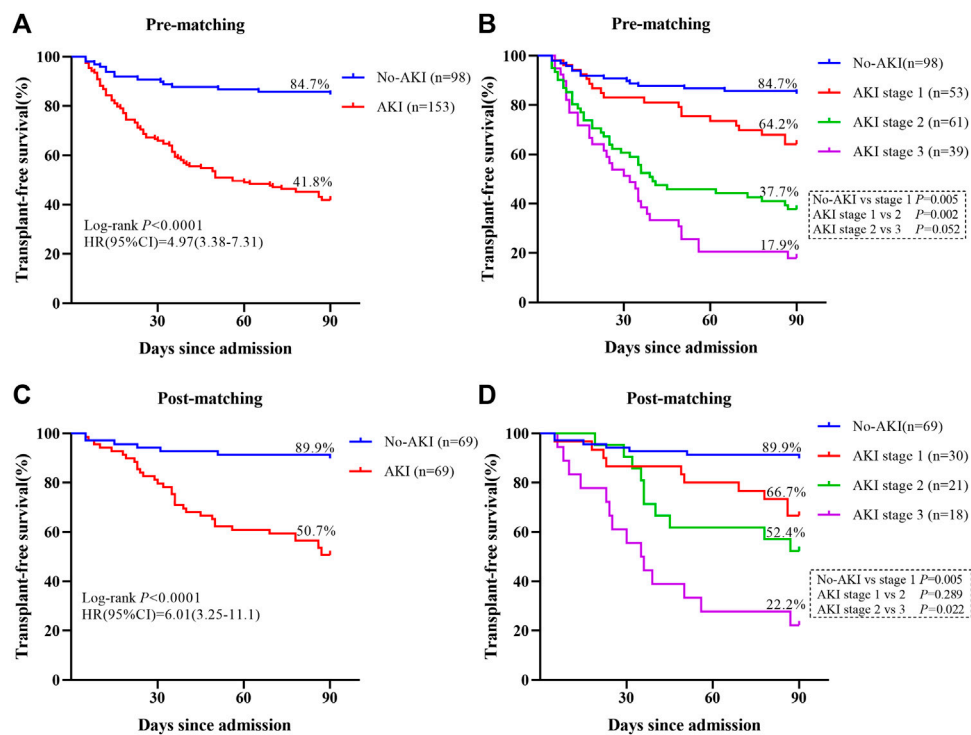 A
Pre-matching
Transplant-free survival(%)
100
80
60
40
20
0
30
60
90
Days since admission
84.7%
41.8%
No-AKI (n=98)
AKI (n=153)
Log-rank P<0.0001
HR(95%CI)=4.97(3.38-7.31)
B
Pre-matching
Transplant-free survival(%)
100
80
60
40
20
0
30
60
90
Days since admission
84.7%
64.2%
37.7%
17.9%
No-AKI(n=98)
AKI stage 1 (n=53)
AKI stage 2 (n=61)
AKI stage 3 (n=39)
No-AKI vs stage 1 P=0.005
AKI stage 1 vs 2 P=0.002
AKI stage 2 vs 3 P=0.052
C
Post-matching
Transplant-free survival(%)
100
80
60
40
20
0
30
60
90
Days since admission
89.9%
50.7%
No-AKI (n=69)
AKI (n=69)
Log-rank P<0.0001
HR(95%CI)=6.01(3.25-11.1)
D
Post-matching
Transplant-free survival(%)
100
80
60
40
20
0
30
60
90
Days since admission
89.9%
66.7%
52.4%
22.2%
No-AKI(n=69)
AKI stage 1 (n=30)
AKI stage 2 (n=21)
AKI stage 3 (n=18)
No-AKI vs stage 1 P=0.005
AKI stage 1 vs 2 P=0.289
AKI stage 2 vs 3 P=0.022